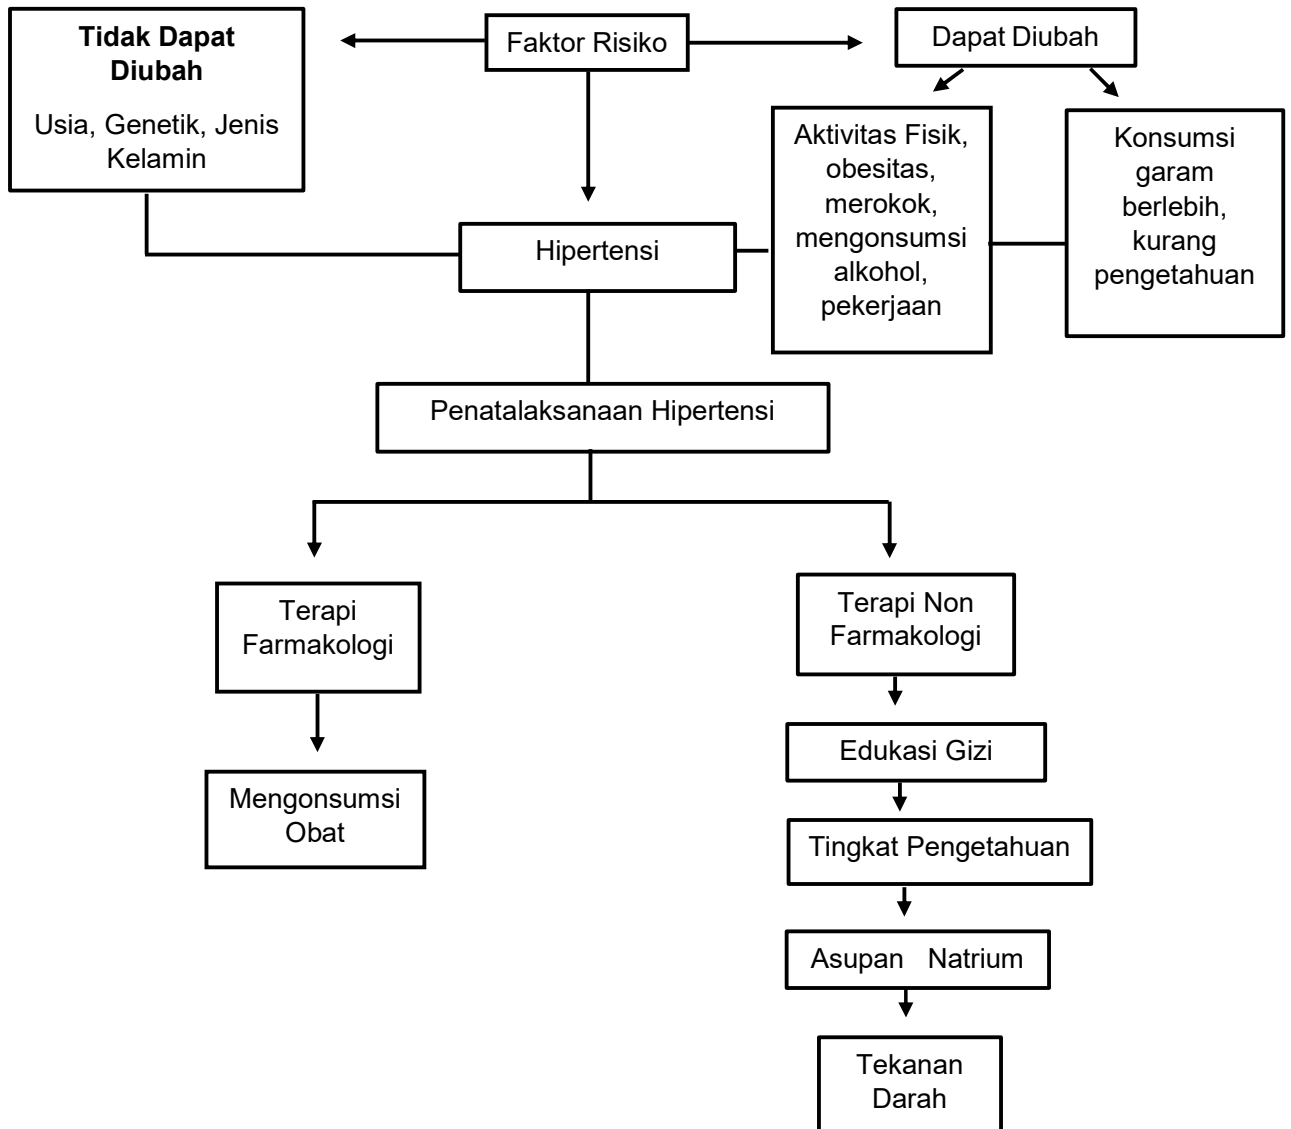 Tidak Dapat
Diubah
Usia, Genetik, Jenis
Kelamin
Faktor Risiko
Dapat Diubah
Aktivitas Fisik,
obesitas,
merokok,
mengonsumsi
alkohol,
pekerjaan
Konsumsi
garam
berlebih,
kurang
pengetahuan
Hipertensi
Penatalaksanaan Hipertensi
Terapi
Farmakologi
Mengonsumsi
Obat
Terapi Non
Farmakologi
Edukasi Gizi
Tingkat Pengetahuan
Asupan Natrium
Tekanan
Darah